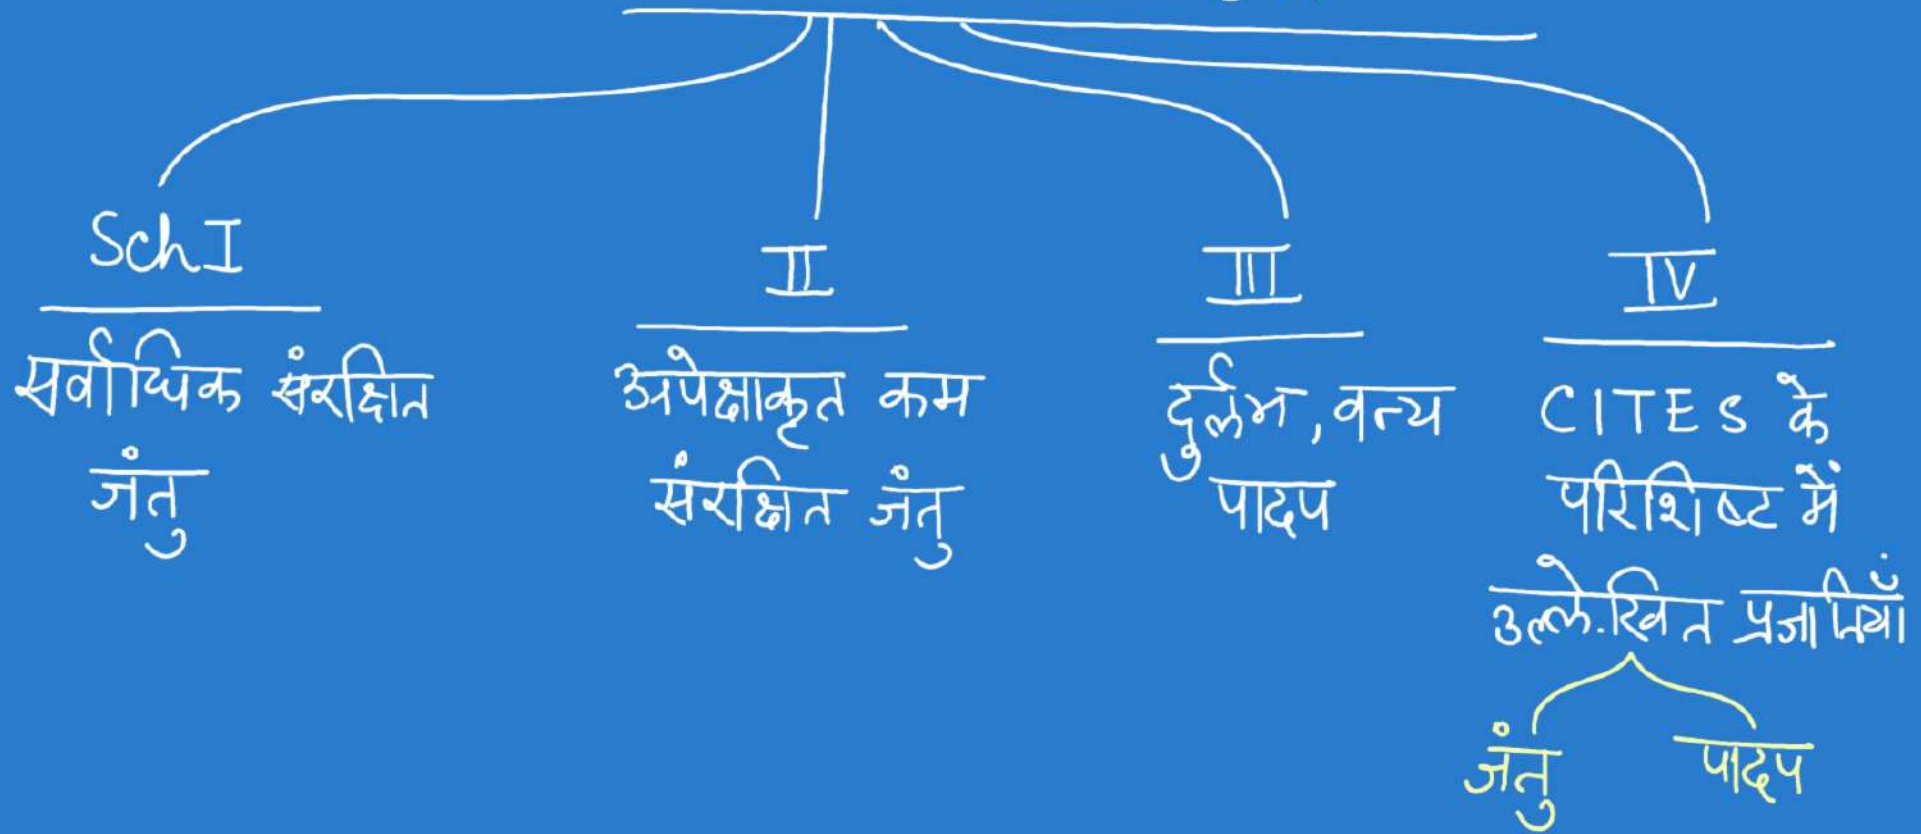 Sch I
सर्वाधिक संरक्षित
जंतु
II
अपेक्षाकृत कम
संरक्षित जंतु
III
दुर्लभ, वन्य
पादप
IV
CITES के
परिशिष्ट में
उल्लेखित प्रजातियाँ
जंतु पादप